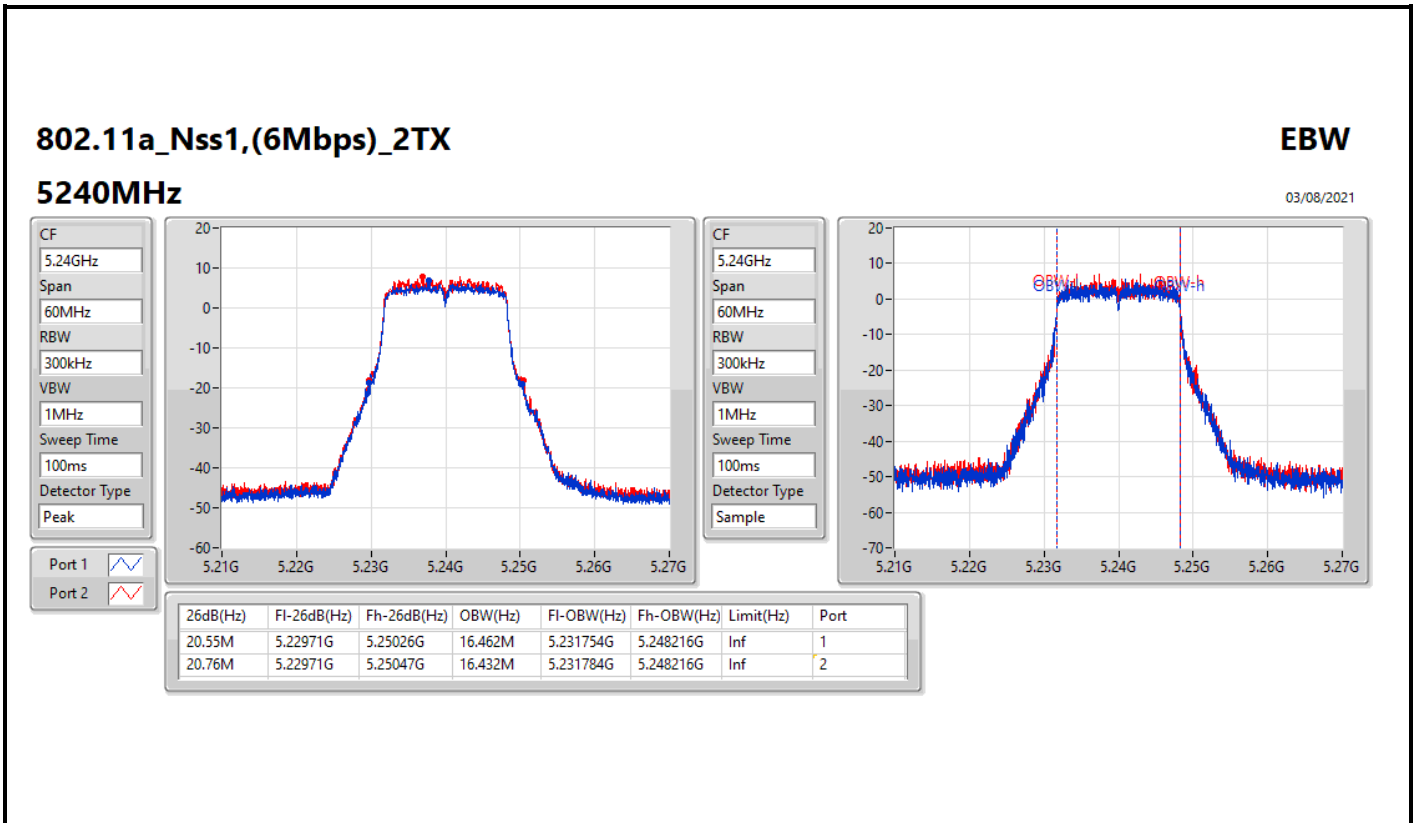 802.11a_Nss1,(6Mbps)_2TX
EBW
5240MHz
03/08/2021
CF
5.24GHz
Span
60MHz
RBW
300kHz
VBW
1MHz
Sweep Time
100ms
Detector Type
Peak
Port 1
Port 2
20
10
0
-10
-20
-30
-40
-50
-60
5.21G 5.22G 5.23G 5.24G 5.25G 5.26G 5.27G
CF
5.24GHz
Span
60MHz
RBW
300kHz
VBW
1MHz
Sweep Time
100ms
Detector Type
Sample
20
10
0
-10
-20
-30
-40
-50
-60
-70
OBW-l OBW-h
5.21G 5.22G 5.23G 5.24G 5.25G 5.26G 5.27G
26dB(Hz) Fl-26dB(Hz) Fh-26dB(Hz) OBW(Hz) Fl-OBW(Hz) Fh-OBW(Hz) Limit(Hz) Port
20.55M 5.22971G 5.25026G 16.462M 5.231754G 5.248216G Inf 1
20.76M 5.22971G 5.25047G 16.432M 5.231784G 5.248216G Inf 2